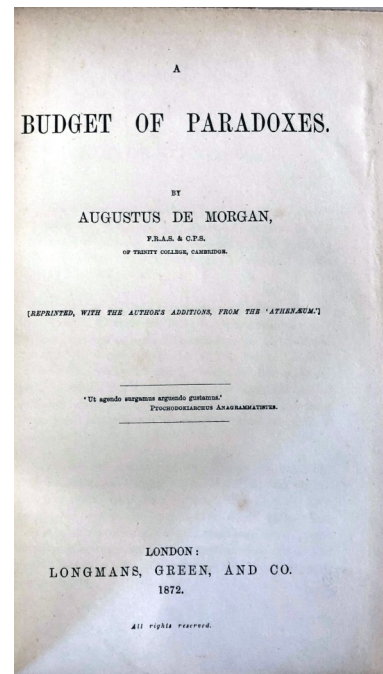 A
BUDGET OF PARADOXES.
BY
AUGUSTUS DE MORGAN,
F.R.A.S. & C.P.S.
OF TRINITY COLLEGE, CAMBRIDGE.
[REPRINTED, WITH THE AUTHOR'S ADDITIONS, FROM THE 'ATHENÆUM.']
'Ut agendo surgamus arguendo gustamus.'
PTOCHODOKIARCHUS ANAGRAMMATISTES.
LONDON:
LONGMANS, GREEN, AND CO.
1872.
All rights reserved.